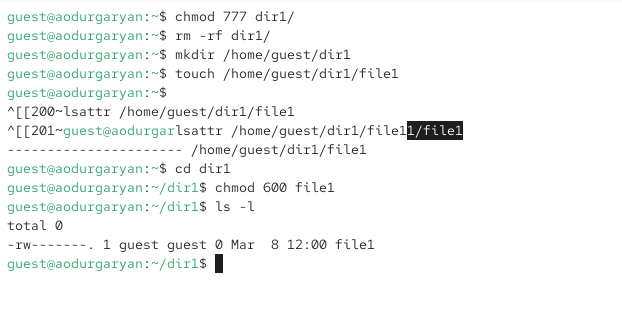 guest@aodurgaryan:~$ chmod 777 dir1/
guest@aodurgaryan:~$ rm -rf dir1/
guest@aodurgaryan:~$ mkdir /home/guest/dir1
guest@aodurgaryan:~$ touch /home/guest/dir1/file1
guest@aodurgaryan:~$
^[[200~lsattr /home/guest/dir1/file1
^[[201~guest@aodurgarlsattr /home/guest/dir1/file11/file1
---------------------- /home/guest/dir1/file1
guest@aodurgaryan:~$ cd dir1
guest@aodurgaryan:~/dir1$ chmod 600 file1
guest@aodurgaryan:~/dir1$ ls -l
total 0
-rw-------. 1 guest guest 0 Mar  8 12:00 file1
guest@aodurgaryan:~/dir1$